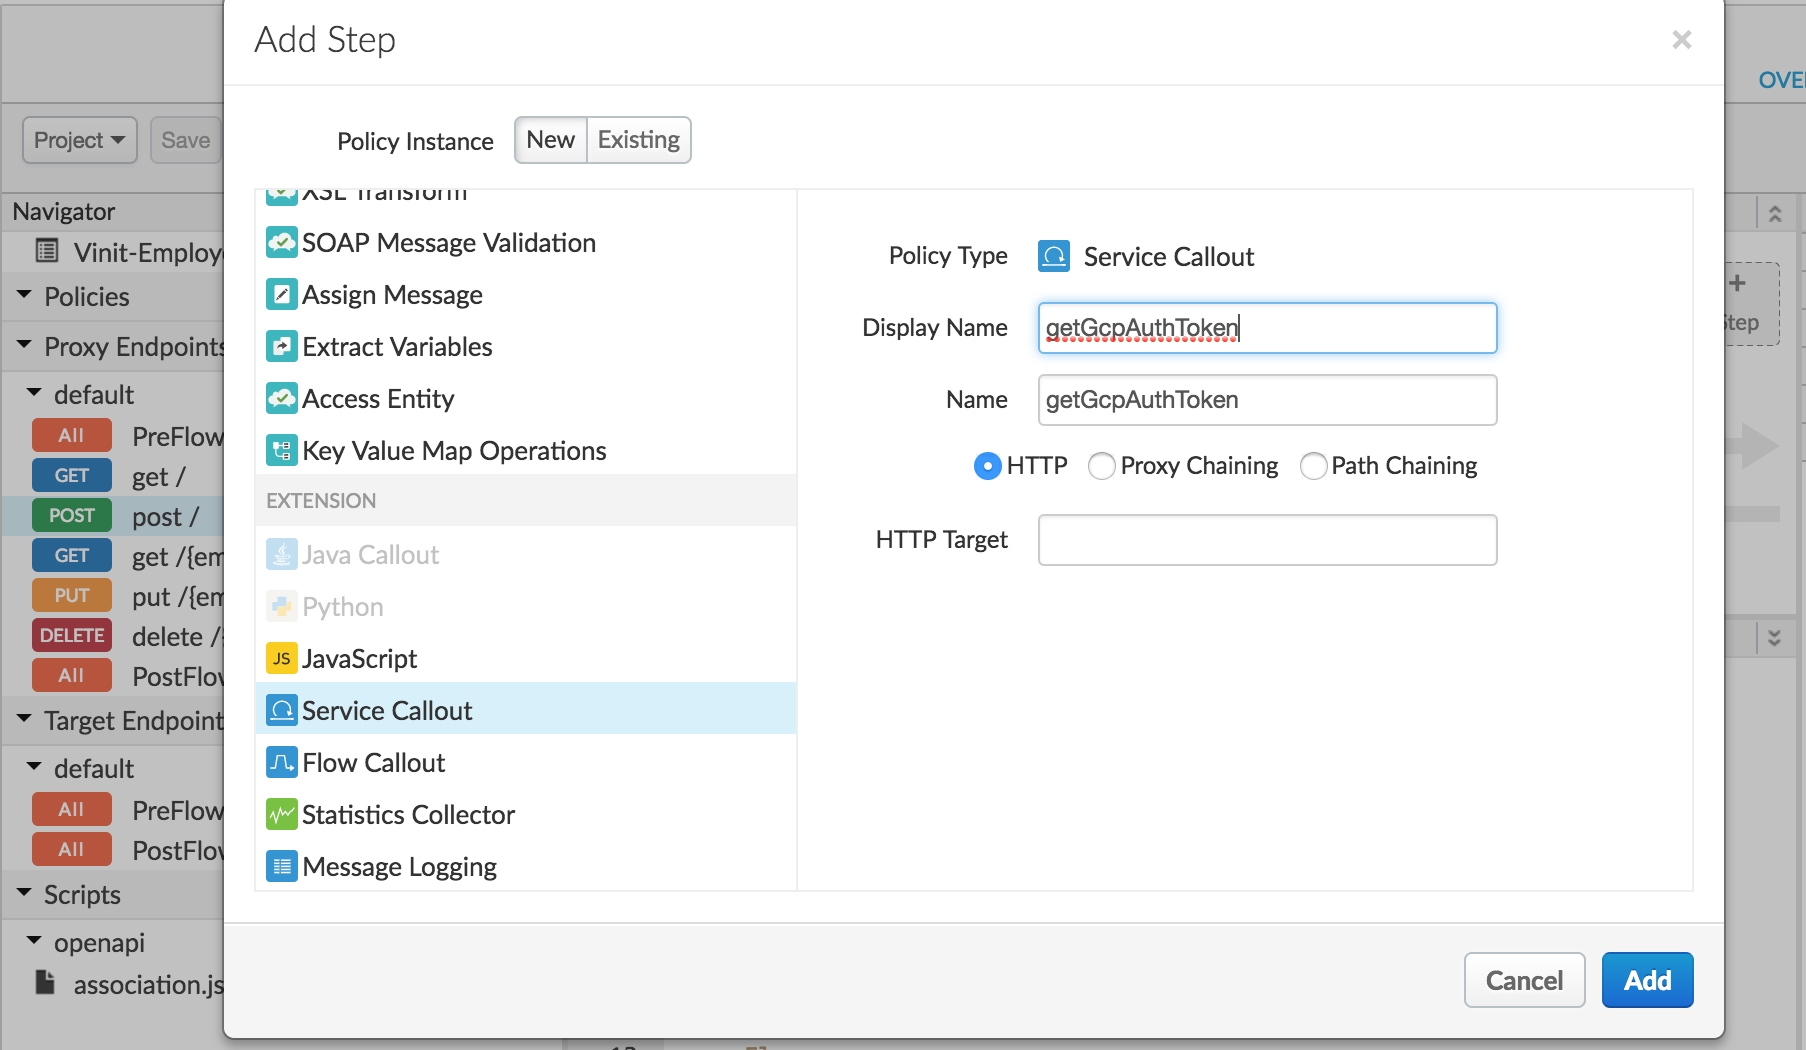 Add Step
×
OVE
Project
Save
Policy Instance
New
Existing
Navigator
Vinit-Employ
Policies
Proxy Endpoints
default
All PreFlow
GET get /
POST post /
GET get /{em
PUT put /{em
DELETE delete /
All PostFlow
Target Endpoint
default
All PreFlow
All PostFlow
Scripts
openapi
association.js
XSL Transform
SOAP Message Validation
Assign Message
Extract Variables
Access Entity
Key Value Map Operations
EXTENSION
Java Callout
Python
JS JavaScript
Service Callout
Flow Callout
Statistics Collector
Message Logging
Policy Type Service Callout
Display Name getGcpAuthToken
Name getGcpAuthToken
HTTP Proxy Chaining Path Chaining
HTTP Target
+
Step
Cancel
Add